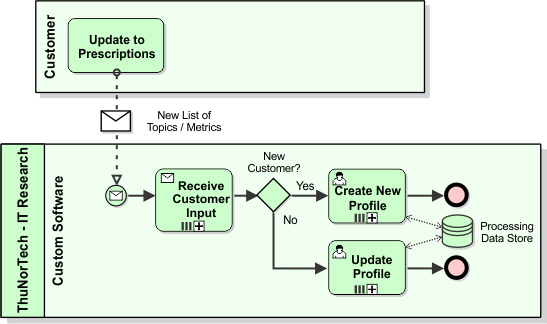 Customer
Update to
Prescriptions
New List of
Topics / Metrics
ThuNorTech - IT Research
Custom Software
Receive
Customer
Input
New
Customer?
Yes
No
Create New
Profile
Update
Profile
Processing
Data Store